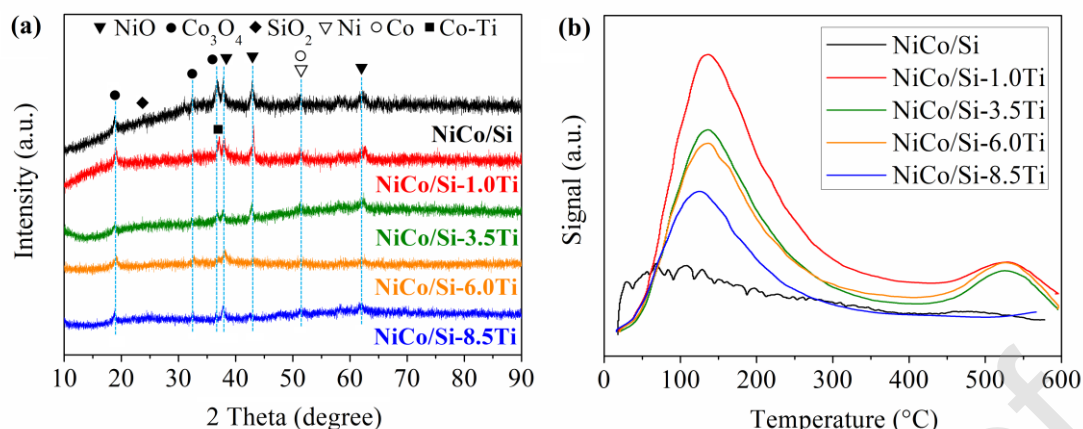 (a)
▼ NiO ● Co₃O₄ ◆ SiO₂ ▽ Ni ○ Co ■ Co-Ti
NiCo/Si
NiCo/Si-1.0Ti
NiCo/Si-3.5Ti
NiCo/Si-6.0Ti
NiCo/Si-8.5Ti
Intensity (a.u.)
10 20 30 40 50 60 70 80 90
2 Theta (degree)
(b)
NiCo/Si
NiCo/Si-1.0Ti
NiCo/Si-3.5Ti
NiCo/Si-6.0Ti
NiCo/Si-8.5Ti
Signal (a.u.)
0 100 200 300 400 500 600
Temperature (°C)